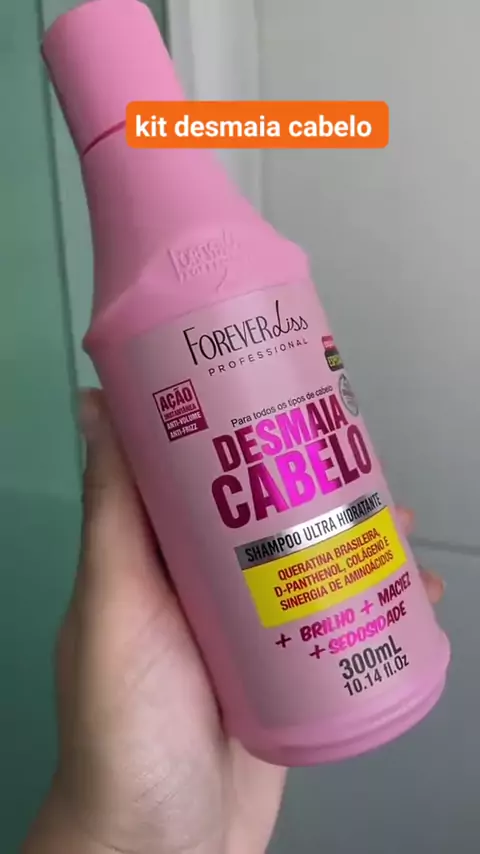 kit desmaia cabelo
FOREVER Liss
PROFESSIONAL
AÇÃO
ANTI-VOLUME
ANTI-FRIZZ
Para todos os tipos de cabelo
DESMAIA
CABELO
SHAMPOO ULTRA HIDRATANTE
QUERATINA BRASILEIRA,
D-PANTHENOL, COLÁGENO E
SINERGIA DE AMINOÁCIDOS
+ BRILHO + MACIEZ
+ SEDOSIDADE
300mL
10.14 fl.Oz